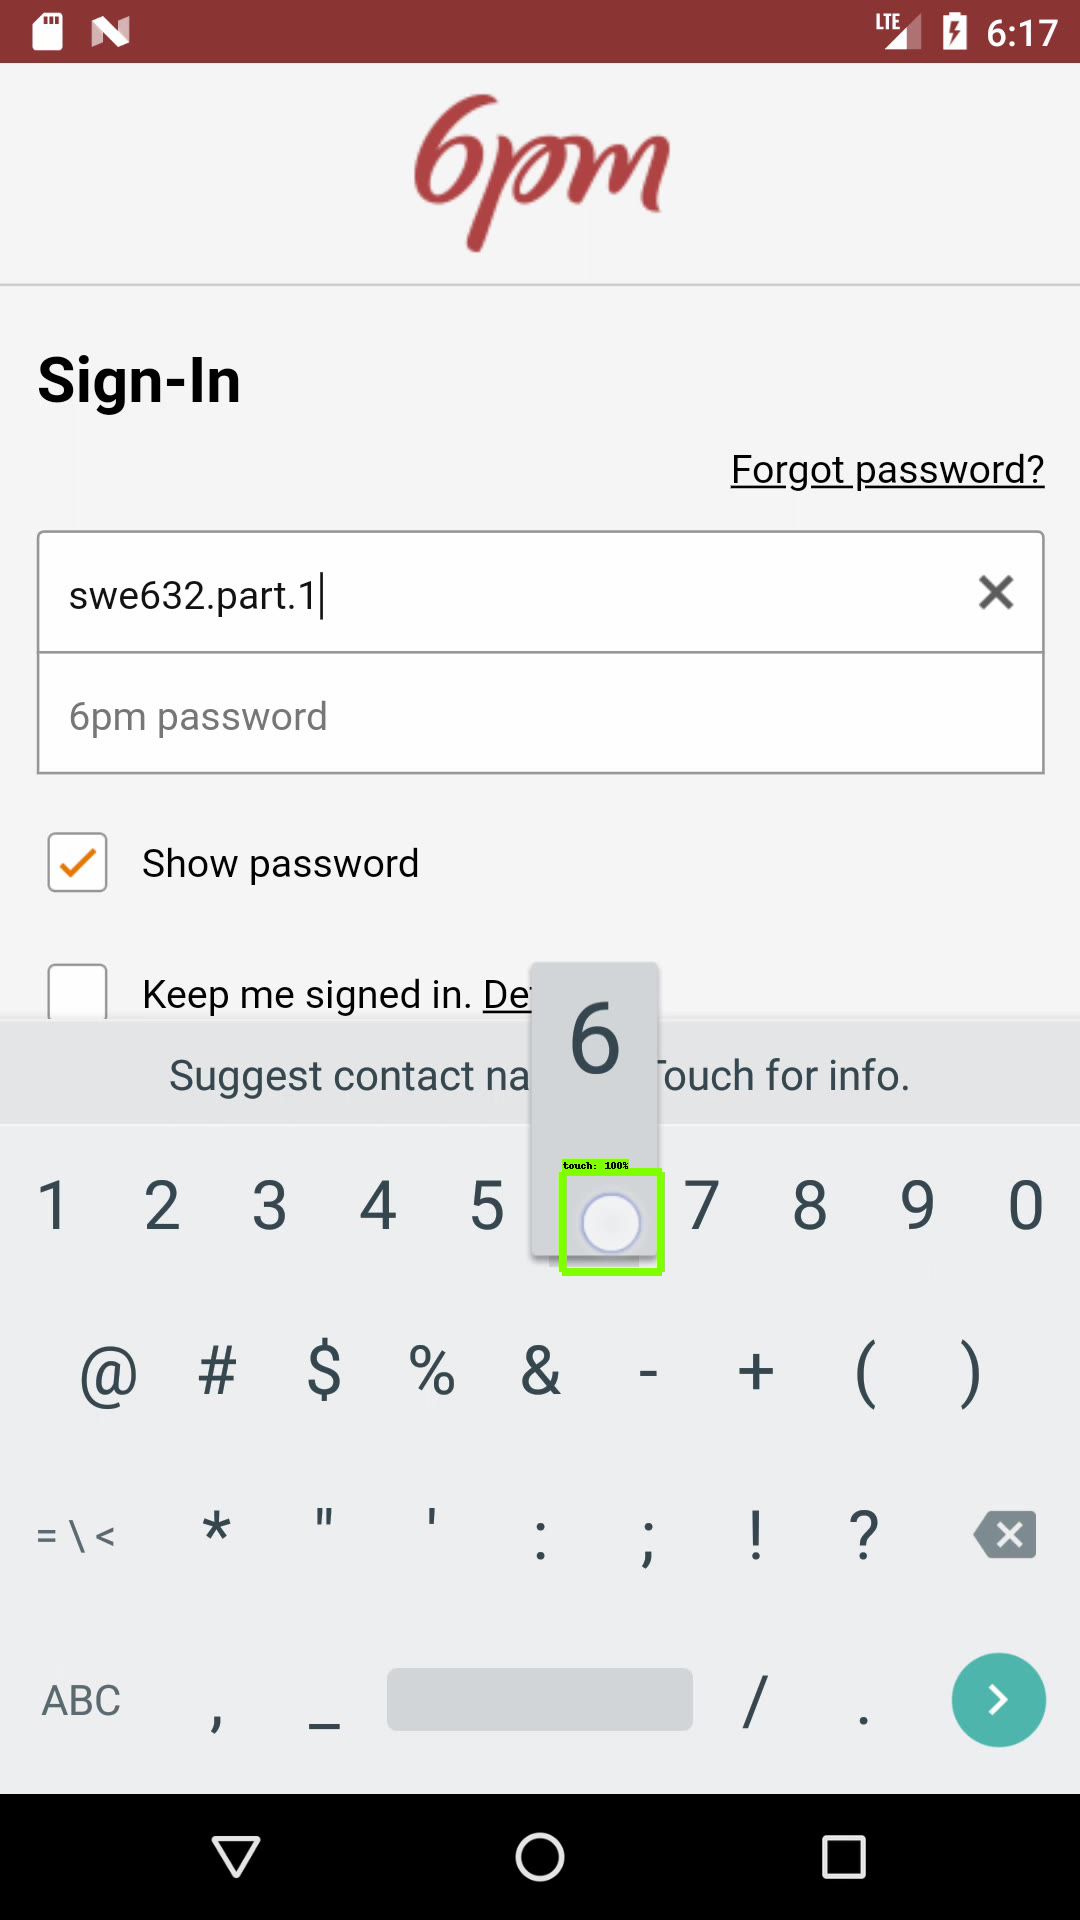 LTE 6:17
6pm
Sign-In
Forgot password?
swe632.part.1
6pm password
Show password
Keep me signed in. De
6
Suggest contact na Touch for info.
touch: 100%
1 2 3 4 5 7 8 9 0
@ # $ % & - + ( )
= \ < * " ' : ; ! ?
ABC , _ / .